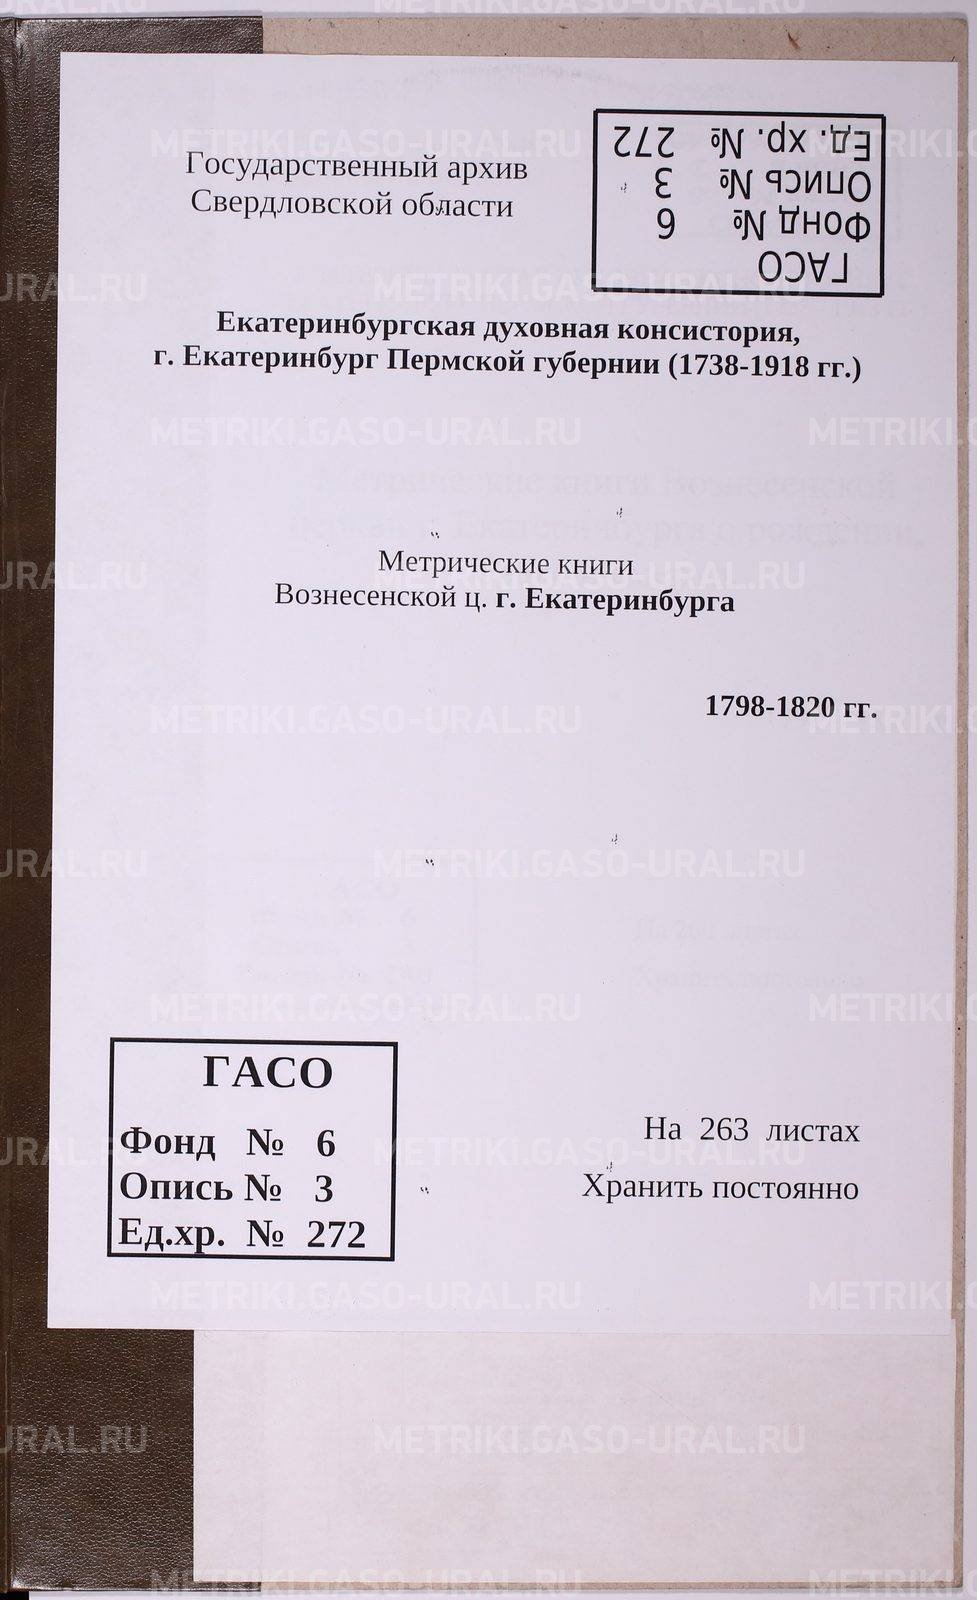 Государственный архив
Свердловской области
ГАСО
Фонд № 6
Опись № 3
Ед. хр. № 272
Екатеринбургская духовная консистория,
г. Екатеринбург Пермской губернии (1738-1918 гг.)
Метрические книги
Вознесенской ц. г. Екатеринбурга
1798-1820 гг.
ГАСО
Фонд № 6
Опись № 3
Ед.хр. № 272
На 263 листах
Хранить постоянно
METRIKI.GASO-URAL.RU